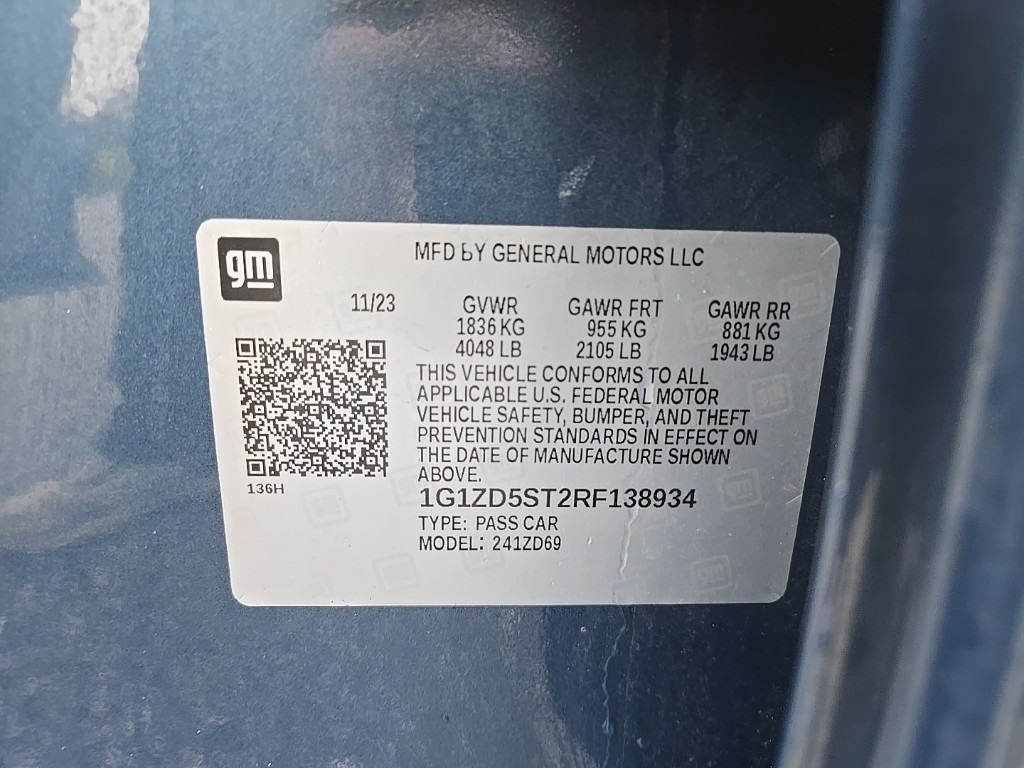 gm
MFD BY GENERAL MOTORS LLC
11/23 GVWR GAWR FRT GAWR RR
1836 KG 955 KG 881 KG
4048 LB 2105 LB 1943 LB
THIS VEHICLE CONFORMS TO ALL
APPLICABLE U.S. FEDERAL MOTOR
VEHICLE SAFETY, BUMPER, AND THEFT
PREVENTION STANDARDS IN EFFECT ON
THE DATE OF MANUFACTURE SHOWN
ABOVE.
136H
1G1ZD5ST2RF138934
TYPE: PASS CAR
MODEL: 241ZD69